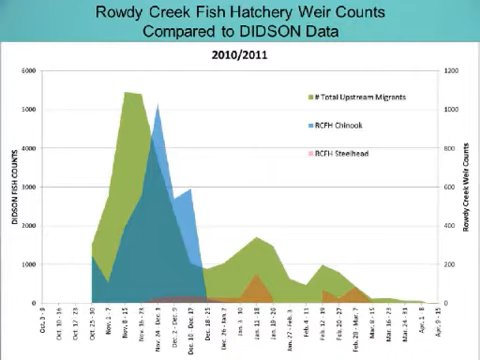 Rowdy Creek Fish Hatchery Weir Counts
Compared to DIDSON Data
2010/2011
6000
5000
4000
3000
2000
1000
0
DIDSON FISH COUNTS
1200
1000
800
600
400
200
0
Rowdy Creek Weir Counts
# Total Upstream Migrants
RCFH Chinook
RCFH Steelhead
Oct. 3 - 9
Oct. 10 - 16
Oct. 17 - 23
Oct. 25 - 30
Nov. 1 - 7
Nov. 8 - 15
Nov. 16 - 23
Nov. 24 - Dec. 1
Dec. 2 - Dec. 9
Dec. 10 - Dec. 17
Dec. 18 - 25
Dec. 26 - Jan. 2
Jan. 3 - 10
Jan. 11 - 18
Jan. 19 - 26
Jan. 27 - Feb. 3
Feb. 4 - 11
Feb. 12 - 19
Feb. 20 - 27
Feb. 28 - Mar. 7
Mar. 8 - 15
Mar. 16 - 23
Mar. 24 - 31
Apr. 1 - 8
Apr. 9 - 15